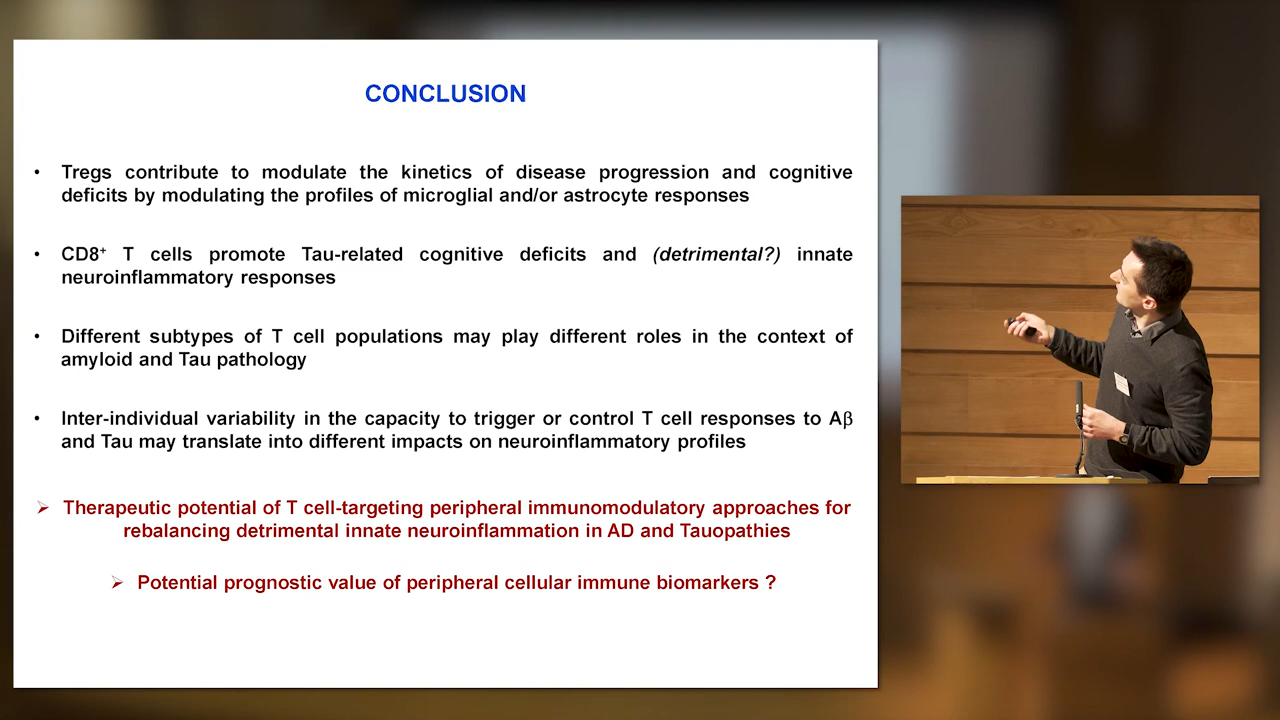 CONCLUSION
• Tregs contribute to modulate the kinetics of disease progression and cognitive
deficits by modulating the profiles of microglial and/or astrocyte responses
• CD8⁺ T cells promote Tau-related cognitive deficits and (detrimental?) innate
neuroinflammatory responses
• Different subtypes of T cell populations may play different roles in the context of
amyloid and Tau pathology
• Inter-individual variability in the capacity to trigger or control T cell responses to Aβ
and Tau may translate into different impacts on neuroinflammatory profiles
➢ Therapeutic potential of T cell-targeting peripheral immunomodulatory approaches for
rebalancing detrimental innate neuroinflammation in AD and Tauopathies
➢ Potential prognostic value of peripheral cellular immune biomarkers ?